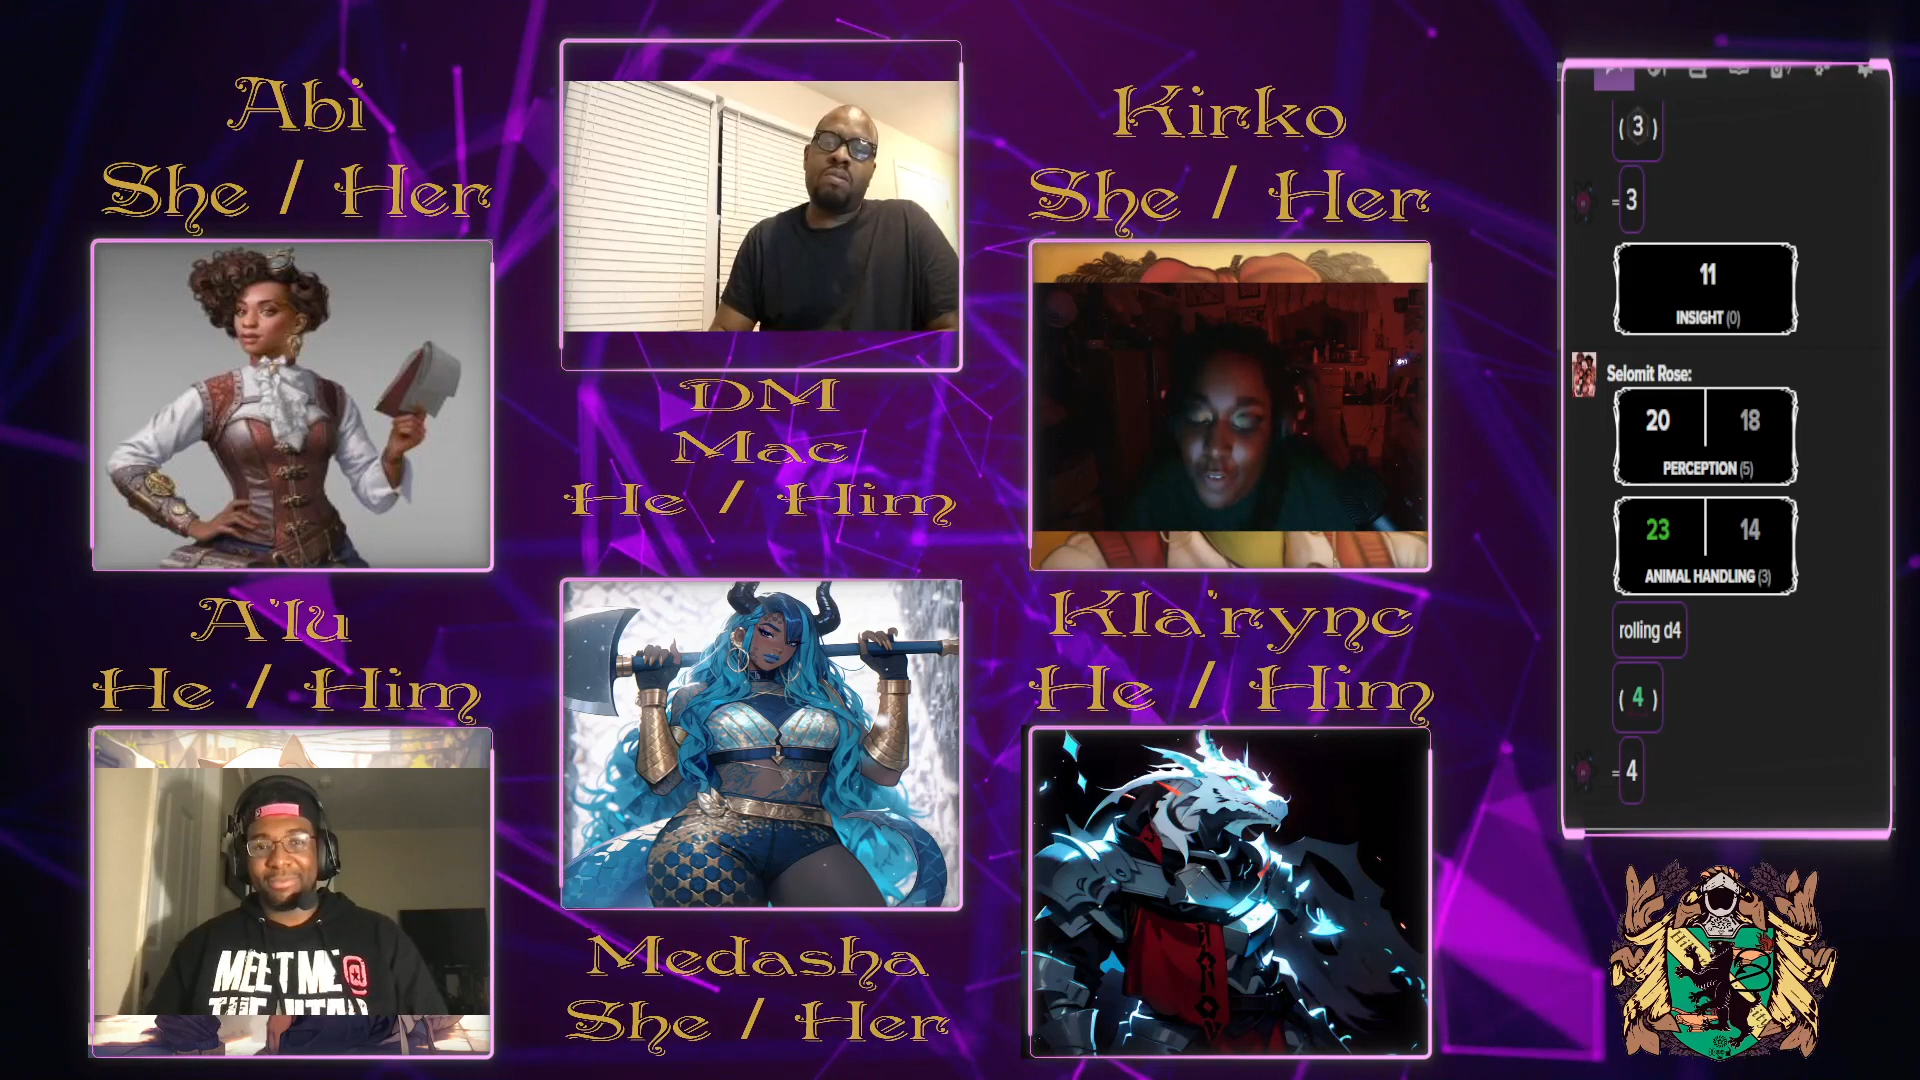 Abi
She / Her
DM
Mac
He / Him
Kirko
She / Her
A'lu
He / Him
MEET ME @
Medasha
She / Her
Kla'rync
He / Him
( 3 )
= 3
11
INSIGHT (0)
Selomit Rose:
20 18
PERCEPTION (5)
23 14
ANIMAL HANDLING (3)
rolling d4
( 4 )
= 4